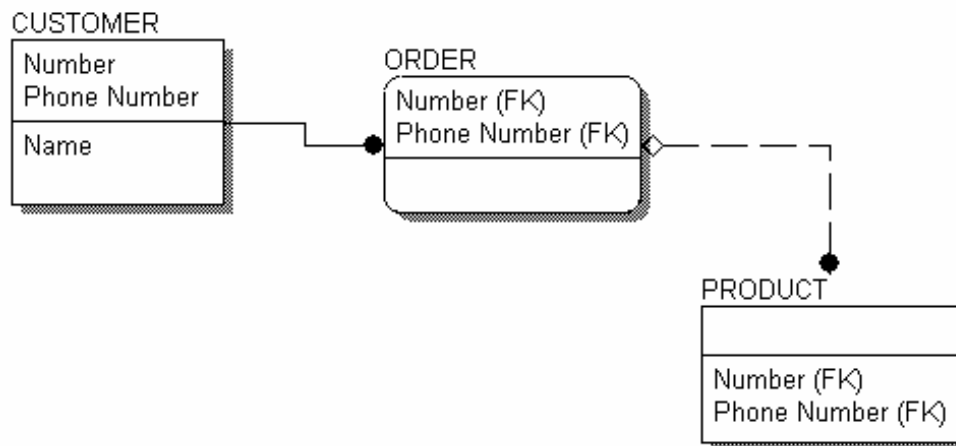 CUSTOMER
Number
Phone Number
Name
ORDER
Number (FK)
Phone Number (FK)
PRODUCT
Number (FK)
Phone Number (FK)